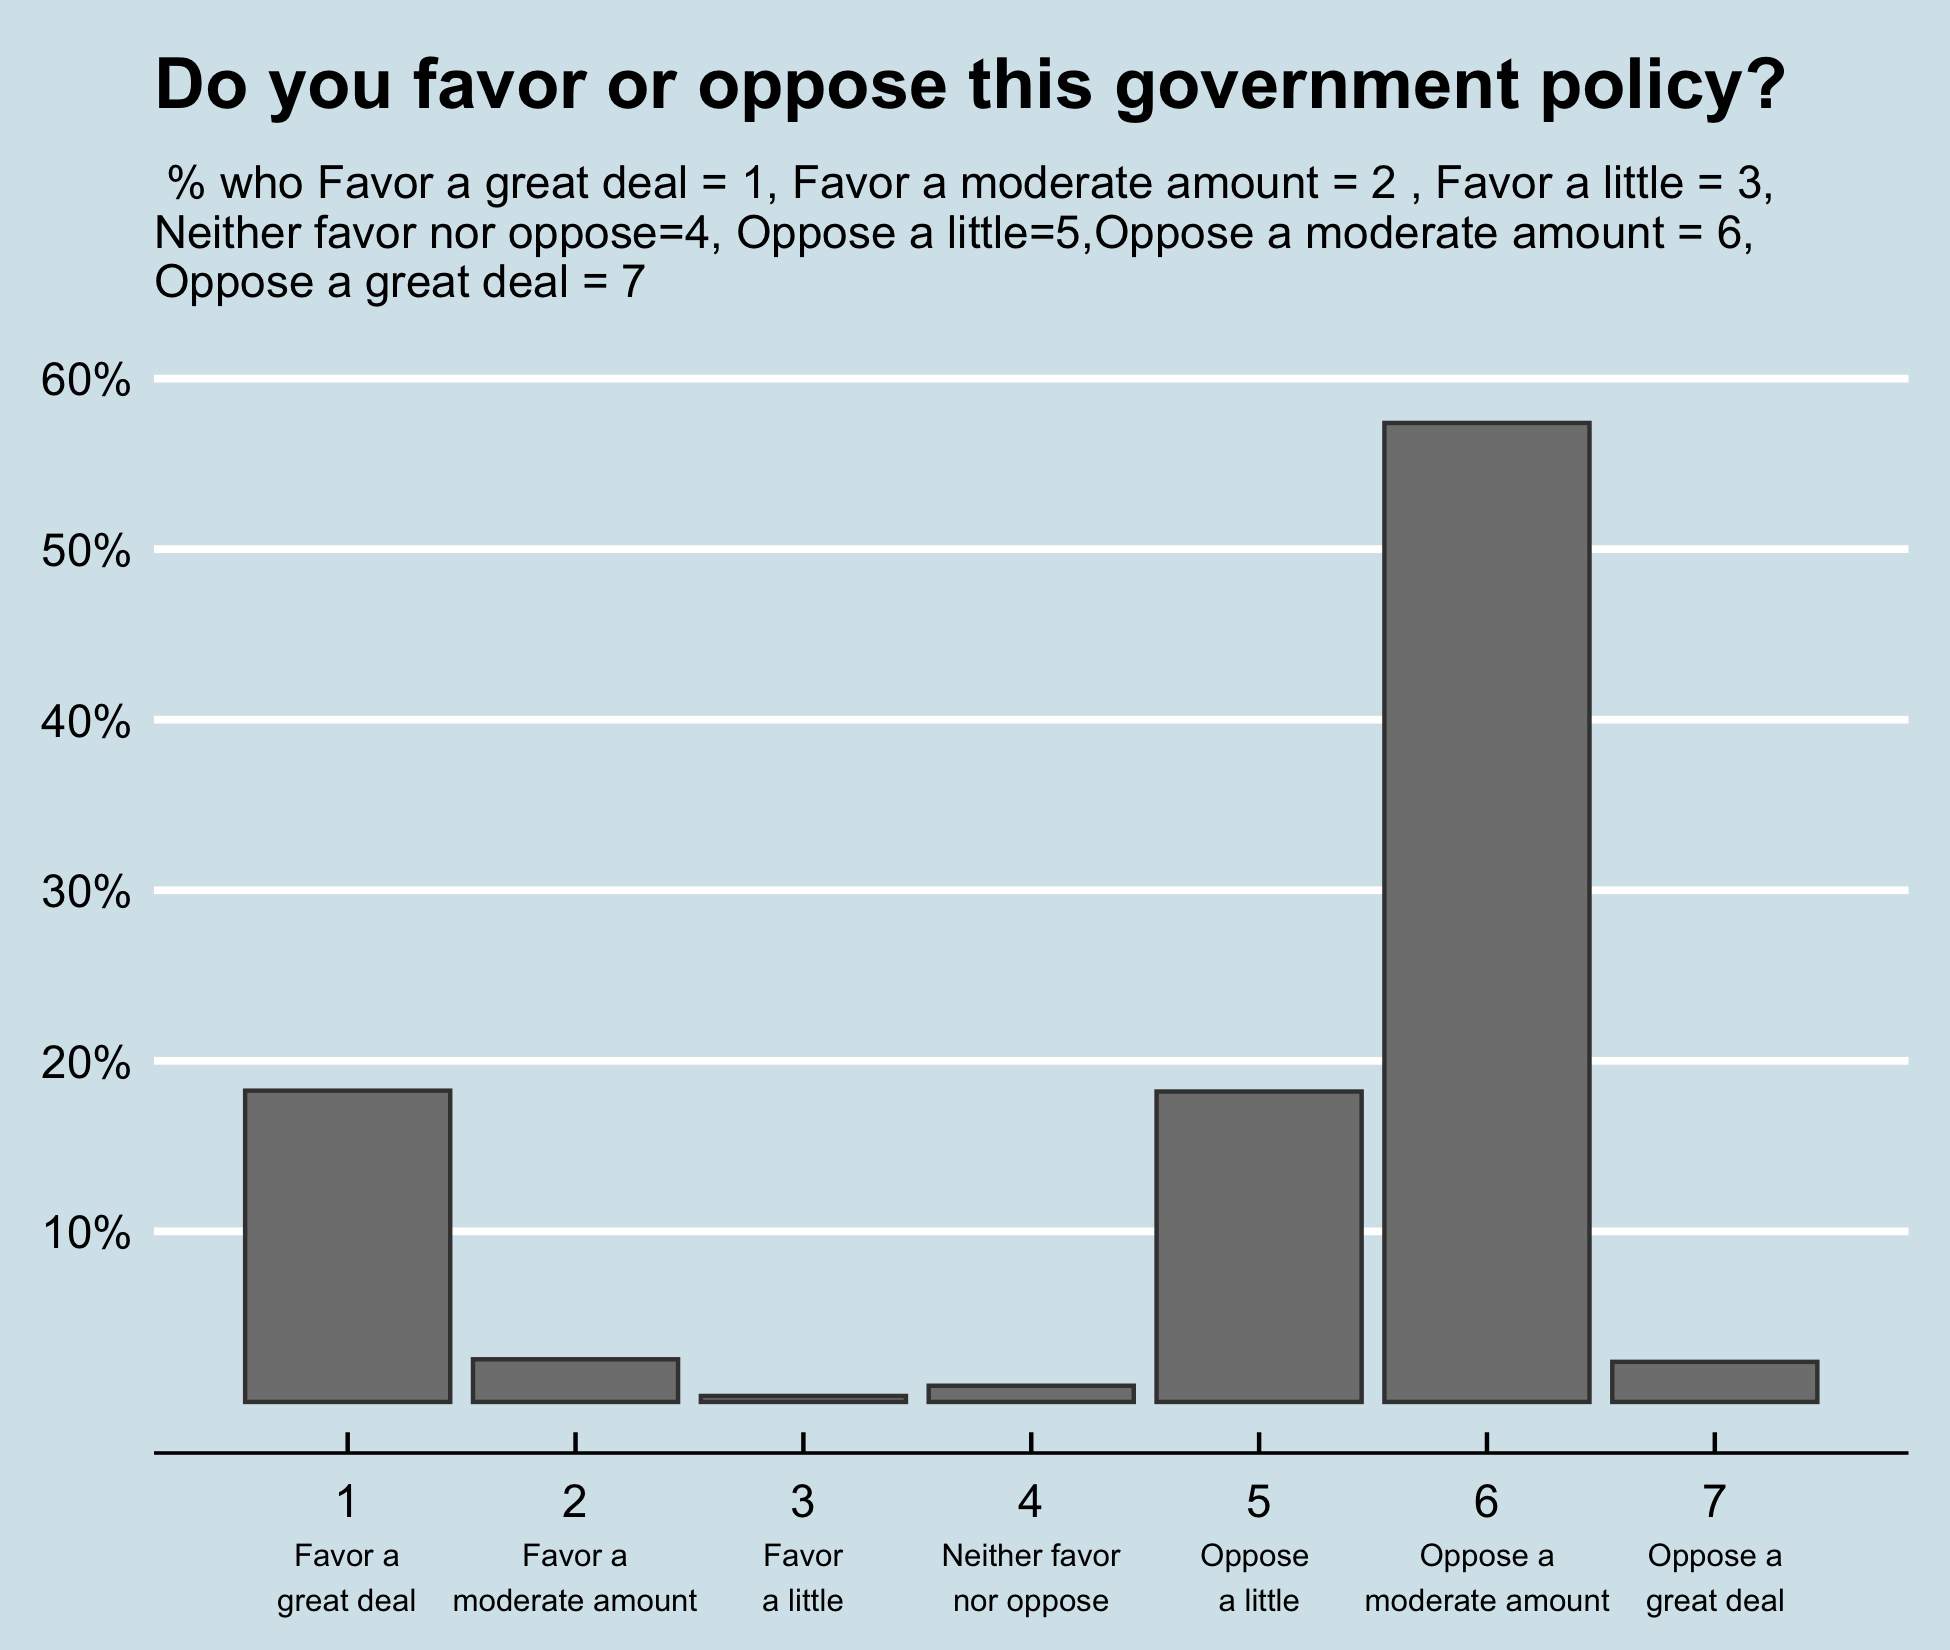 Do you favor or oppose this government policy?
% who Favor a great deal = 1, Favor a moderate amount = 2 , Favor a little = 3,
Neither favor nor oppose=4, Oppose a little=5,Oppose a moderate amount = 6,
Oppose a great deal = 7
60%
50%
40%
30%
20%
10%
1 2 3 4 5 6 7
Favor a Favor a Favor Neither favor Oppose Oppose a Oppose a
great deal moderate amount a little nor oppose a little moderate amount great deal